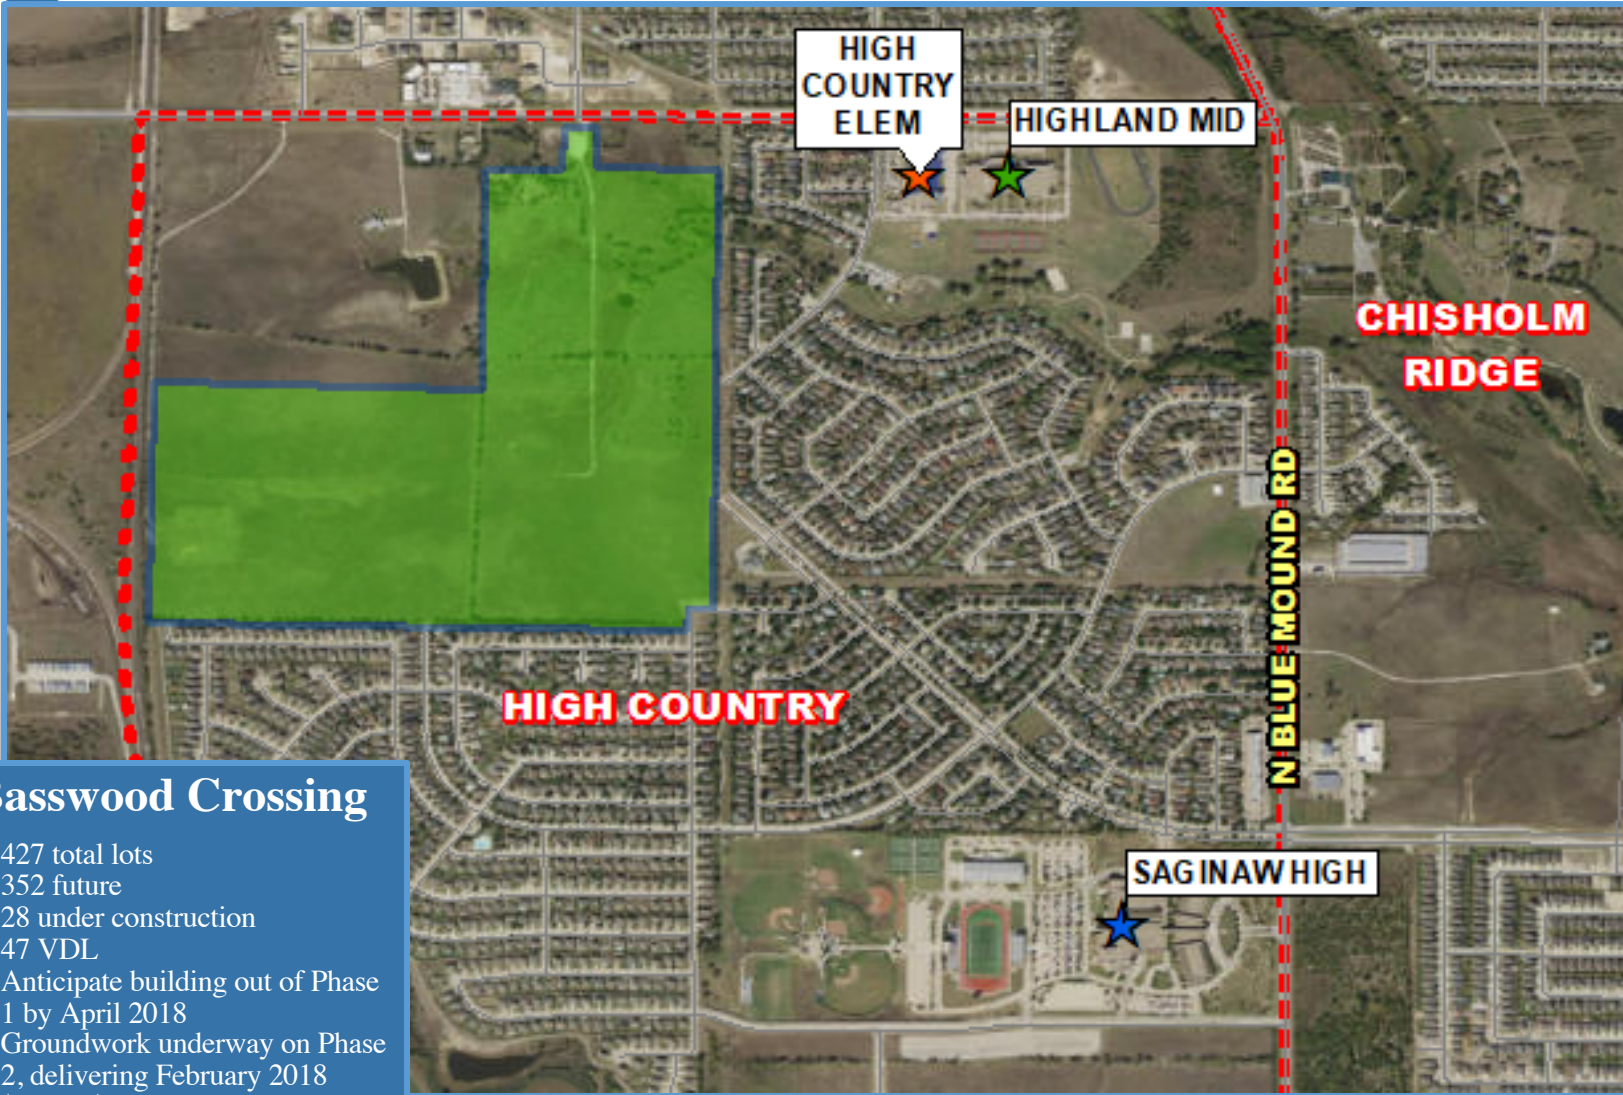 HIGH
COUNTRY
ELEM
HIGHLAND MID
CHISHOLM
RIDGE
N BLUE MOUND RD
HIGH COUNTRY
SAGINAW HIGH
Basswood Crossing
427 total lots
352 future
28 under construction
47 VDL
Anticipate building out of Phase
1 by April 2018
Groundwork underway on Phase
2, delivering February 2018